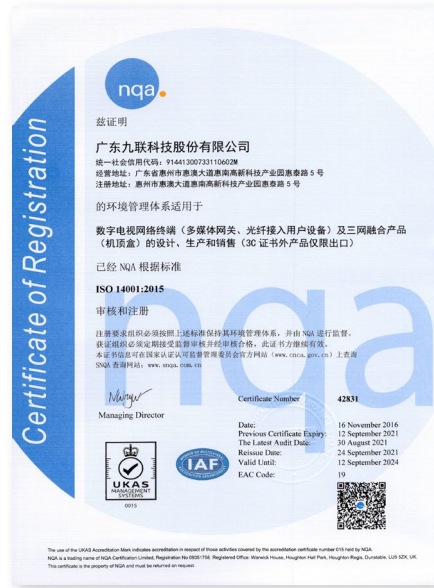 nqa.
Certificate of Registration
兹证明
广东九联科技股份有限公司
统一社会信用代码：91441300733110602M
经营地址：广东省惠州市惠澳大道惠南高新科技产业园惠泰路 5 号
注册地址：惠州市惠澳大道惠南高新科技产业园惠泰路 5 号
的环境管理体系适用于
数字电视网络终端（多媒体网关、光纤接入用户设备）及三网融合产品
（机顶盒）的设计、生产和销售（3C 证书外产品仅限出口）
已经 NQA 根据标准
ISO 14001:2015
审核和注册
nqa
注册要求组织必须按照上述标准保持其环境管理体系，并由 NQA 进行监督。
获证组织必须定期接受监督审核并经审核合格，此证书方继续有效。
本证书信息可在国家认证认可监督管理委员会官方网站（www.cnca.gov.cn）上查询
SNQA 查询网站：www.snqa.com.cn
Managing Director
Certificate Number 42831
Date: 16 November 2016
Previous Certificate Expiry: 12 September 2021
The Latest Audit Date: 30 August 2021
Reissue Date: 24 September 2021
Valid Until: 12 September 2024
EAC Code: 19
UKAS
MANAGEMENT
SYSTEMS
0015
IAF
The use of the UKAS Accreditation Mark indicates accreditation in respect of those activities covered by the accreditation certificate number 015 held by NQA.
NQA is a trading name of NQA Certification Limited, Registration No 09351758. Registered Office: Warwick House, Houghton Hall Park, Houghton Regis, Dunstable, LU5 5ZX, UK.
This certificate is the property of NQA and must be returned on request.